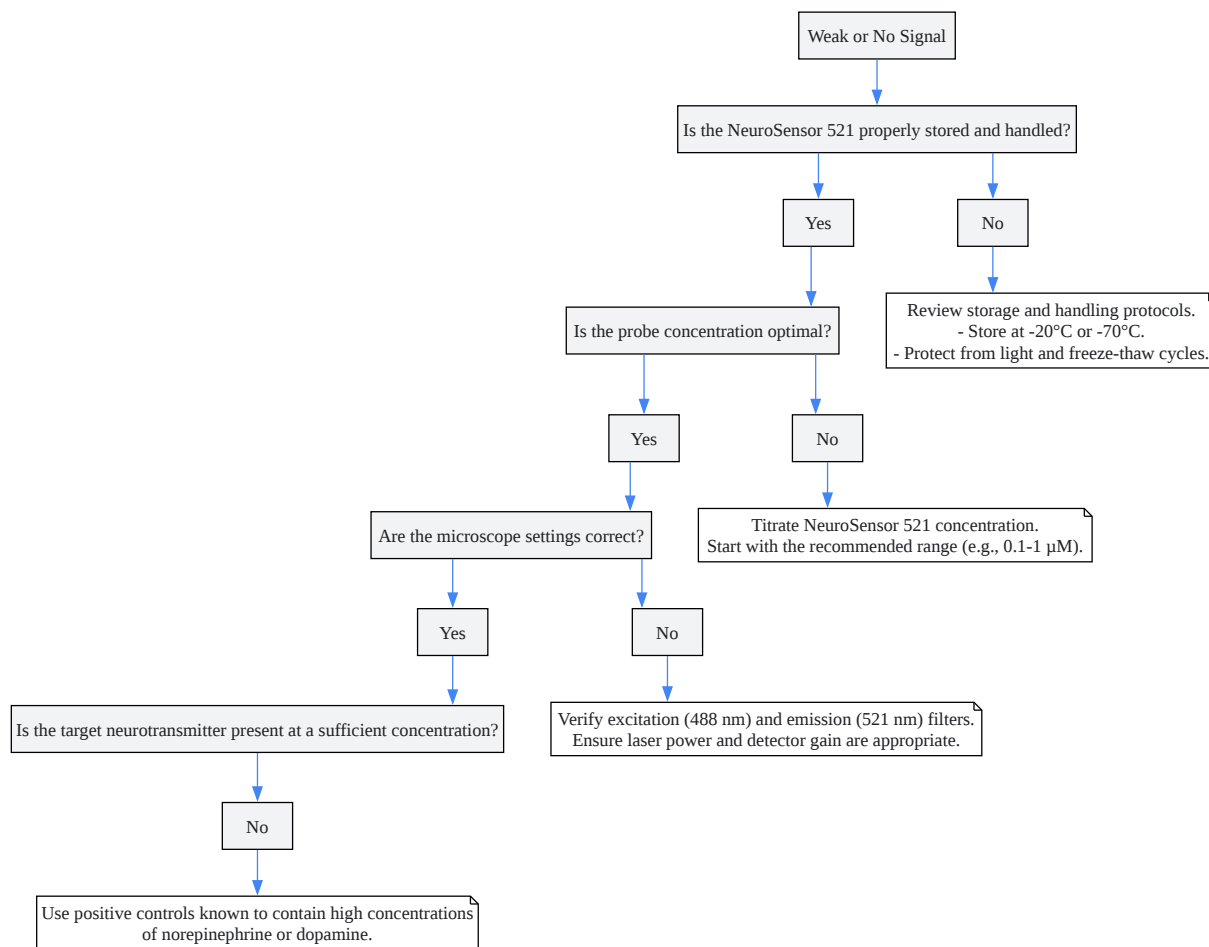 Weak or No Signal
Is the NeuroSensor 521 properly stored and handled?
Yes
No
Review storage and handling protocols.
- Store at -20°C or -70°C.
- Protect from light and freeze-thaw cycles.
Is the probe concentration optimal?
Yes
No
Titrate NeuroSensor 521 concentration.
Start with the recommended range (e.g., 0.1-1 µM).
Are the microscope settings correct?
Yes
No
Verify excitation (488 nm) and emission (521 nm) filters.
Ensure laser power and detector gain are appropriate.
Is the target neurotransmitter present at a sufficient concentration?
No
Use positive controls known to contain high concentrations
of norepinephrine or dopamine.